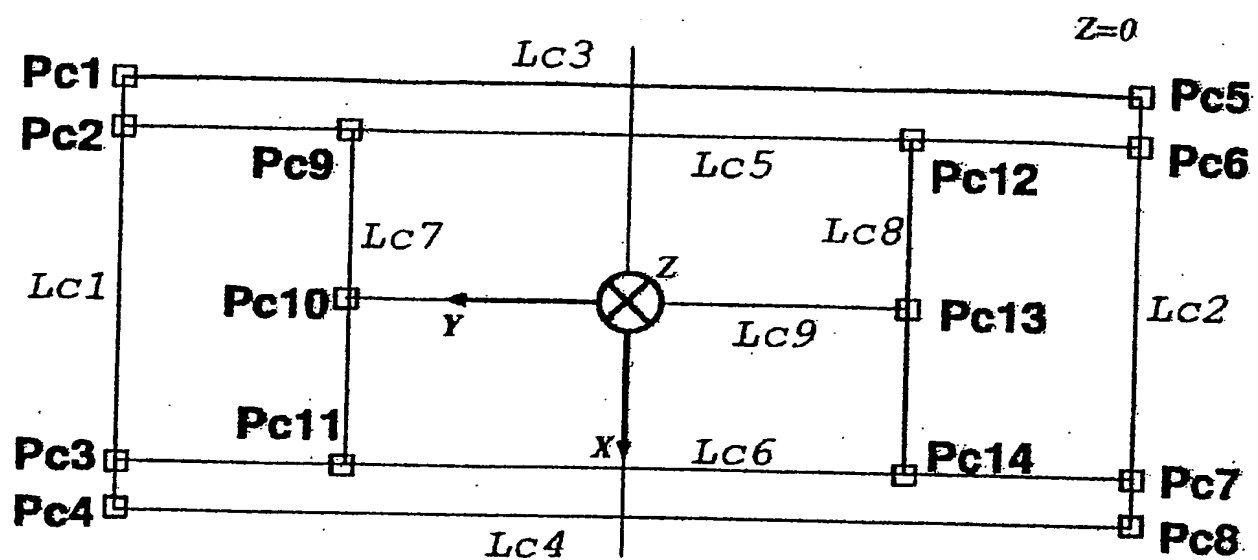 Z=0
Lc3
Pc1
Pc5
Pc2
Pc6
Pc9
Lc5
Pc12
Lc7
Lc8
Z
Lc1
Pc10
Y
Lc9
Pc13
Lc2
Pc11
X
Lc6
Pc14
Pc3
Pc7
Pc4
Lc4
Pc8